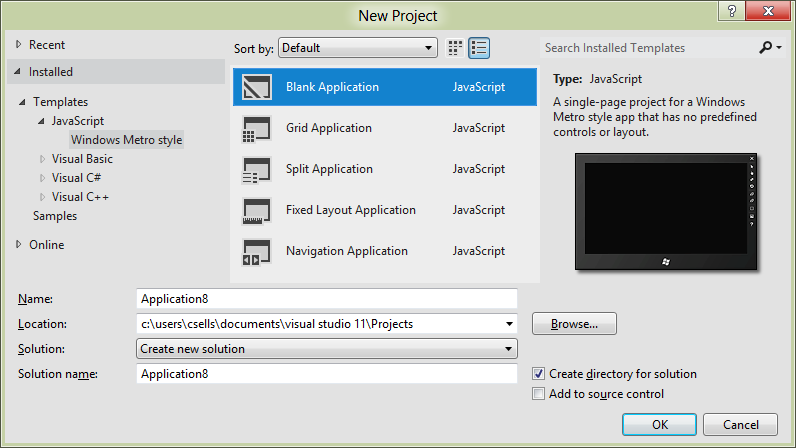 New Project
?
Recent
Installed
Templates
JavaScript
Windows Metro style
Visual Basic
Visual C#
Visual C++
Samples
Online
Sort by: Default
Blank Application JavaScript
Grid Application JavaScript
Split Application JavaScript
Fixed Layout Application JavaScript
Navigation Application JavaScript
Search Installed Templates
Type: JavaScript
A single-page project for a Windows
Metro style app that has no predefined
controls or layout.
Name: Application8
Location: c:\users\csells\documents\visual studio 11\Projects Browse...
Solution: Create new solution
Solution name: Application8
Create directory for solution
Add to source control
OK Cancel